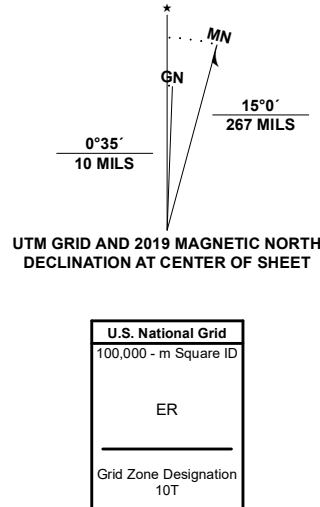 MN
GN
15°0´
267 MILS
0°35´
10 MILS
UTM GRID AND 2019 MAGNETIC NORTH
DECLINATION AT CENTER OF SHEET
U.S. National Grid
100,000 - m Square ID
ER
Grid Zone Designation
10T